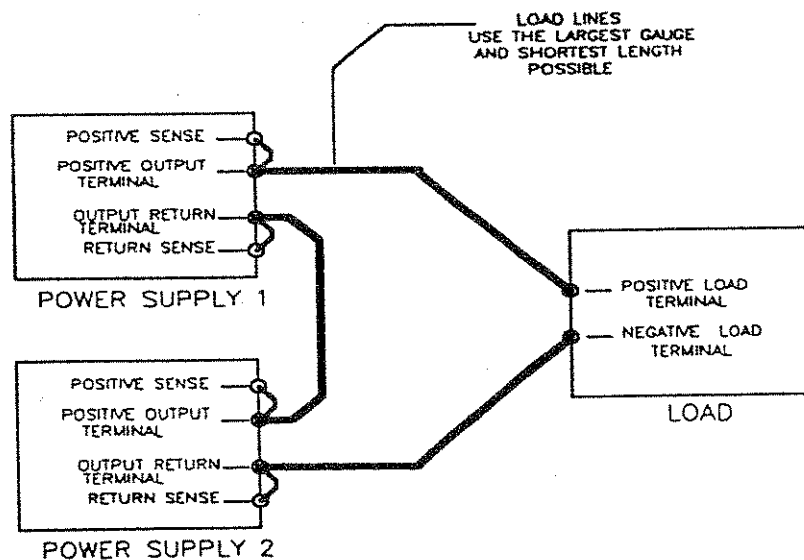 LOAD LINES
USE THE LARGEST GAUGE
AND SHORTEST LENGTH
POSSIBLE
POSITIVE SENSE
POSITIVE OUTPUT
TERMINAL
OUTPUT RETURN
TERMINAL
RETURN SENSE
POWER SUPPLY 1
POSITIVE SENSE
POSITIVE OUTPUT
TERMINAL
OUTPUT RETURN
TERMINAL
RETURN SENSE
POWER SUPPLY 2
POSITIVE LOAD
TERMINAL
NEGATIVE LOAD
TERMINAL
LOAD